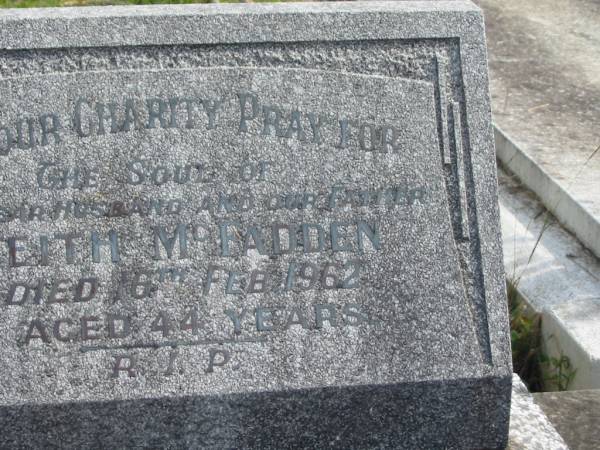 OUR CHARITY PRAY FOR
THE SOUL OF
EAR HUSBAND AND OUR FATHER
EITH MCFADDEN
DIED 16TH FEB. 1962
AGED 44 YEARS
R. I. P.